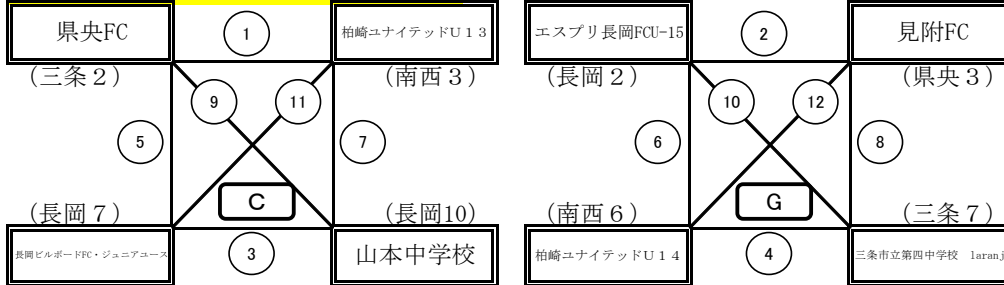 県央FC
1
柏崎ユナイテッドU13
エスプリ長岡FCU-15
2
見附FC
(三条2)
(南西3)
(長岡2)
(県央3)
9
11
10
12
5
7
6
8
C
G
(長岡7)
(長岡10)
(南西6)
(三条7)
長岡ビルボードFC・ジュニアユース
3
山本中学校
柏崎ユナイテッドU14
4
三条市立第四中学校 laranj